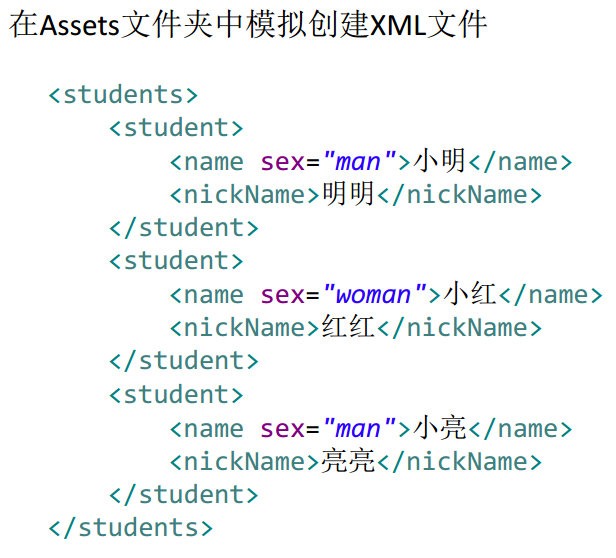 在Assets文件夹中模拟创建XML文件
<students>
<student>
<name sex="man">小明</name>
<nickName>明明</nickName>
</student>
<student>
<name sex="woman">小红</name>
<nickName>红红</nickName>
</student>
<student>
<name sex="man">小亮</name>
<nickName>亮亮</nickName>
</student>
</students>